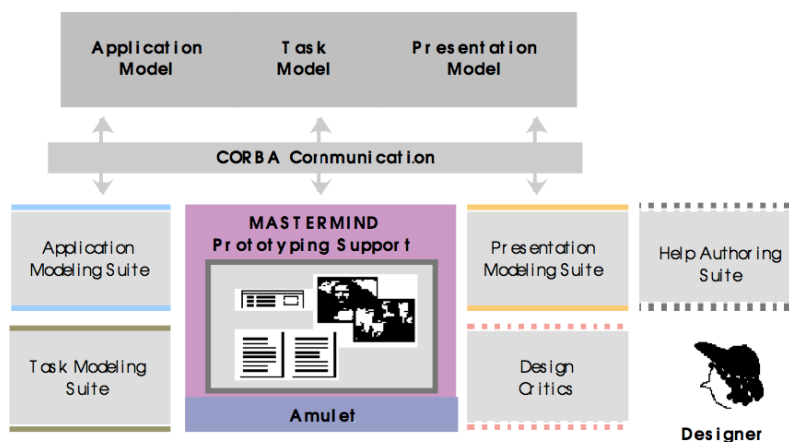 Application
Model
Task
Model
Presentation
Model
CORBA Communication
Application
Modeling Suite
MASTERMIND
Prototyping Support
Presentation
Modeling Suite
Help Authoring
Suite
Task Modeling
Suite
Design
Critics
Amulet
Designer